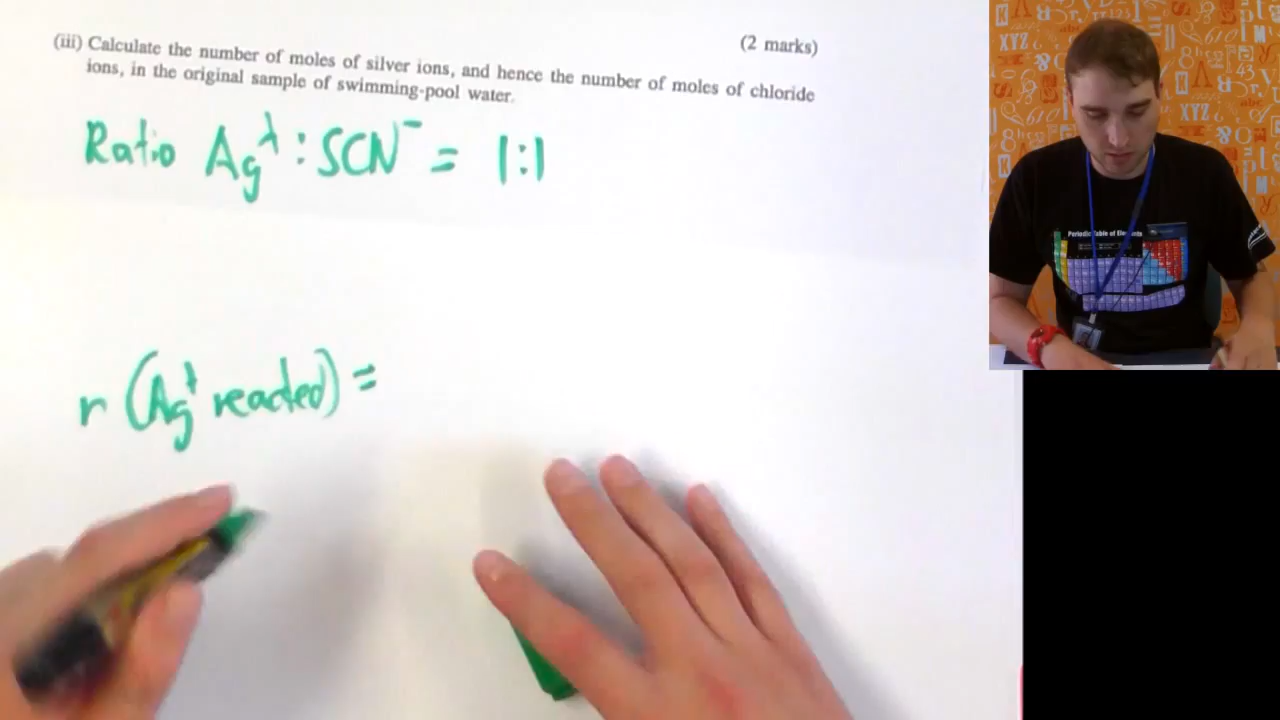 (2 marks)
(iii) Calculate the number of moles of silver ions, and hence the number of moles of chloride
ions, in the original sample of swimming-pool water.
Ratio Ag⁺ : SCN⁻ = 1:1
n (Ag⁺ reacted) =
Periodic Table of Elements